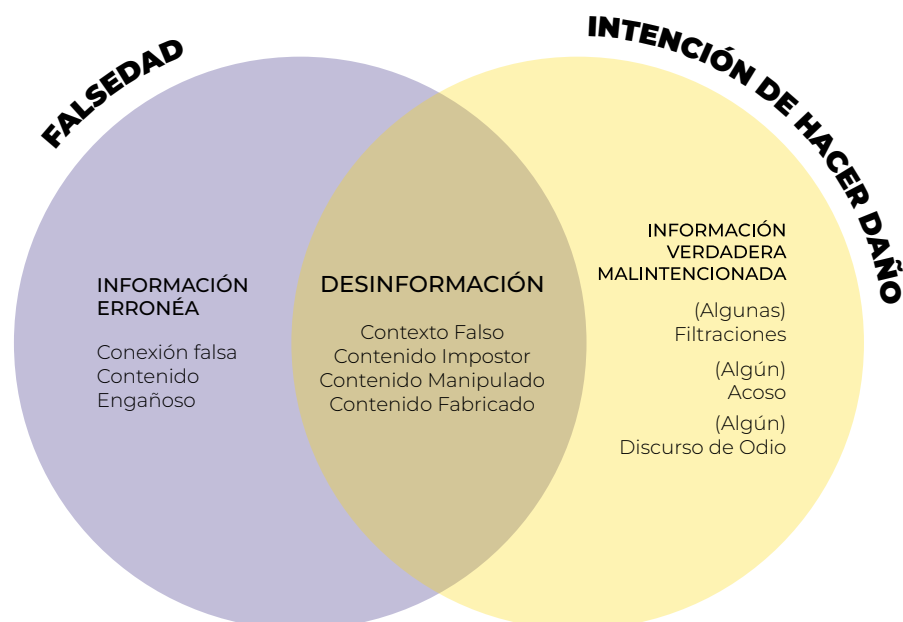 FALSEDAD
INTENCIÓN DE HACER DAÑO
INFORMACIÓN
ERRONÉA
Conexión falsa
Contenido
Engañoso
DESINFORMACIÓN
Contexto Falso
Contenido Impostor
Contenido Manipulado
Contenido Fabricado
INFORMACIÓN
VERDADERA
MALINTENCIONADA
(Algunas)
Filtraciones
(Algún)
Acoso
(Algún)
Discurso de Odio